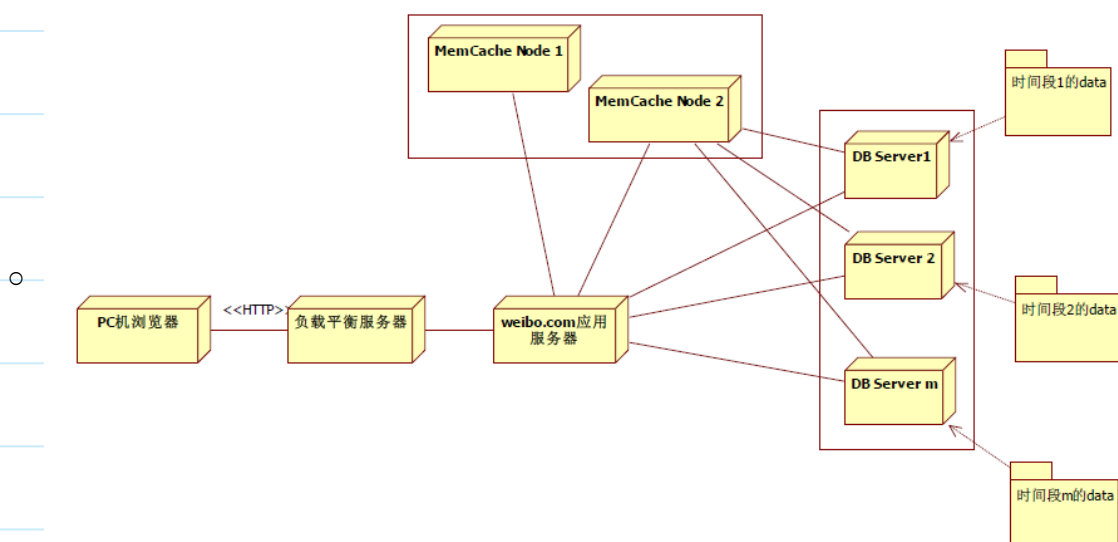 MemCache Node 1
MemCache Node 2
时间段1的data
DB Server1
DB Server 2
时间段2的data
PC机浏览器
<<HTTP>>
负载平衡服务器
weibo.com应用
服务器
DB Server m
时间段m的data